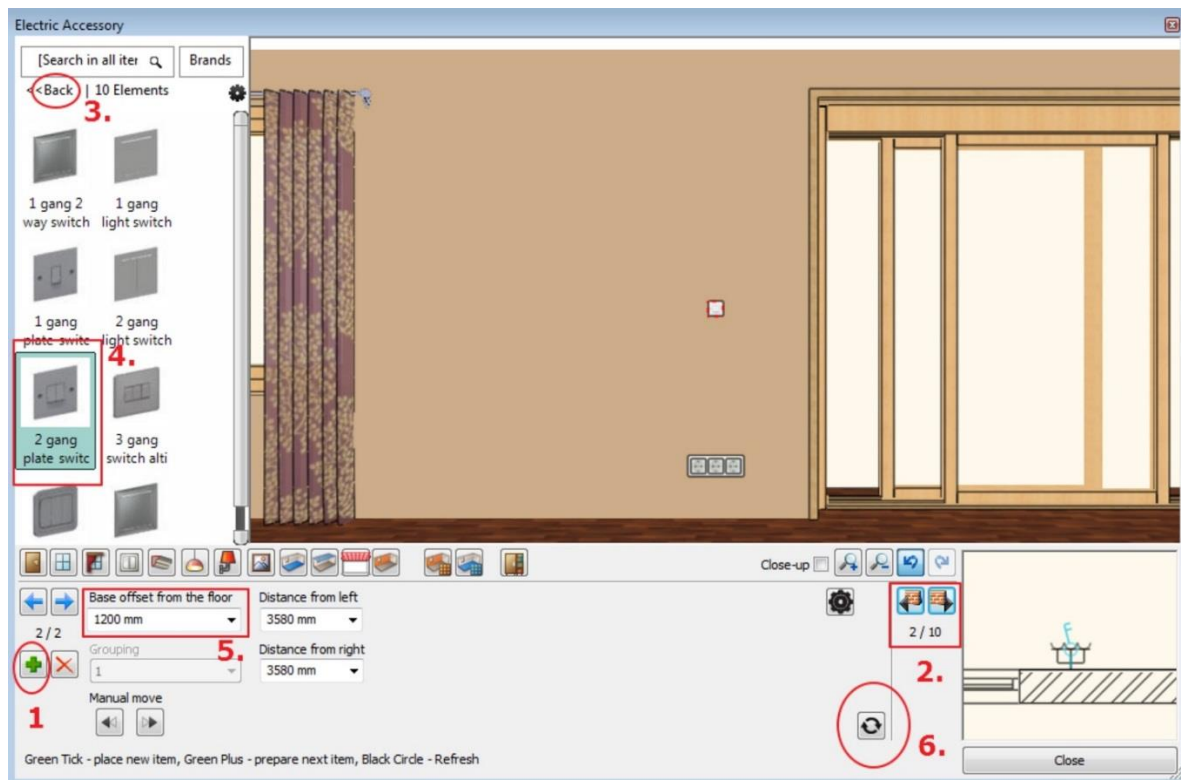 Electric Accessory
[Search in all iter
Brands
<<Back | 10 Elements
3.
1 gang 2
way switch
1 gang
light switch
1 gang
plate switc
2 gang
light switch
4.
2 gang
plate switc
3 gang
switch alti
Close-up
Base offset from the floor
1200 mm
Distance from left
3580 mm
2 / 2
5.
Grouping
1
Distance from right
3580 mm
2 / 10
2.
1
Manual move
6.
Green Tick - place new item, Green Plus - prepare next item, Black Circle - Refresh
Close